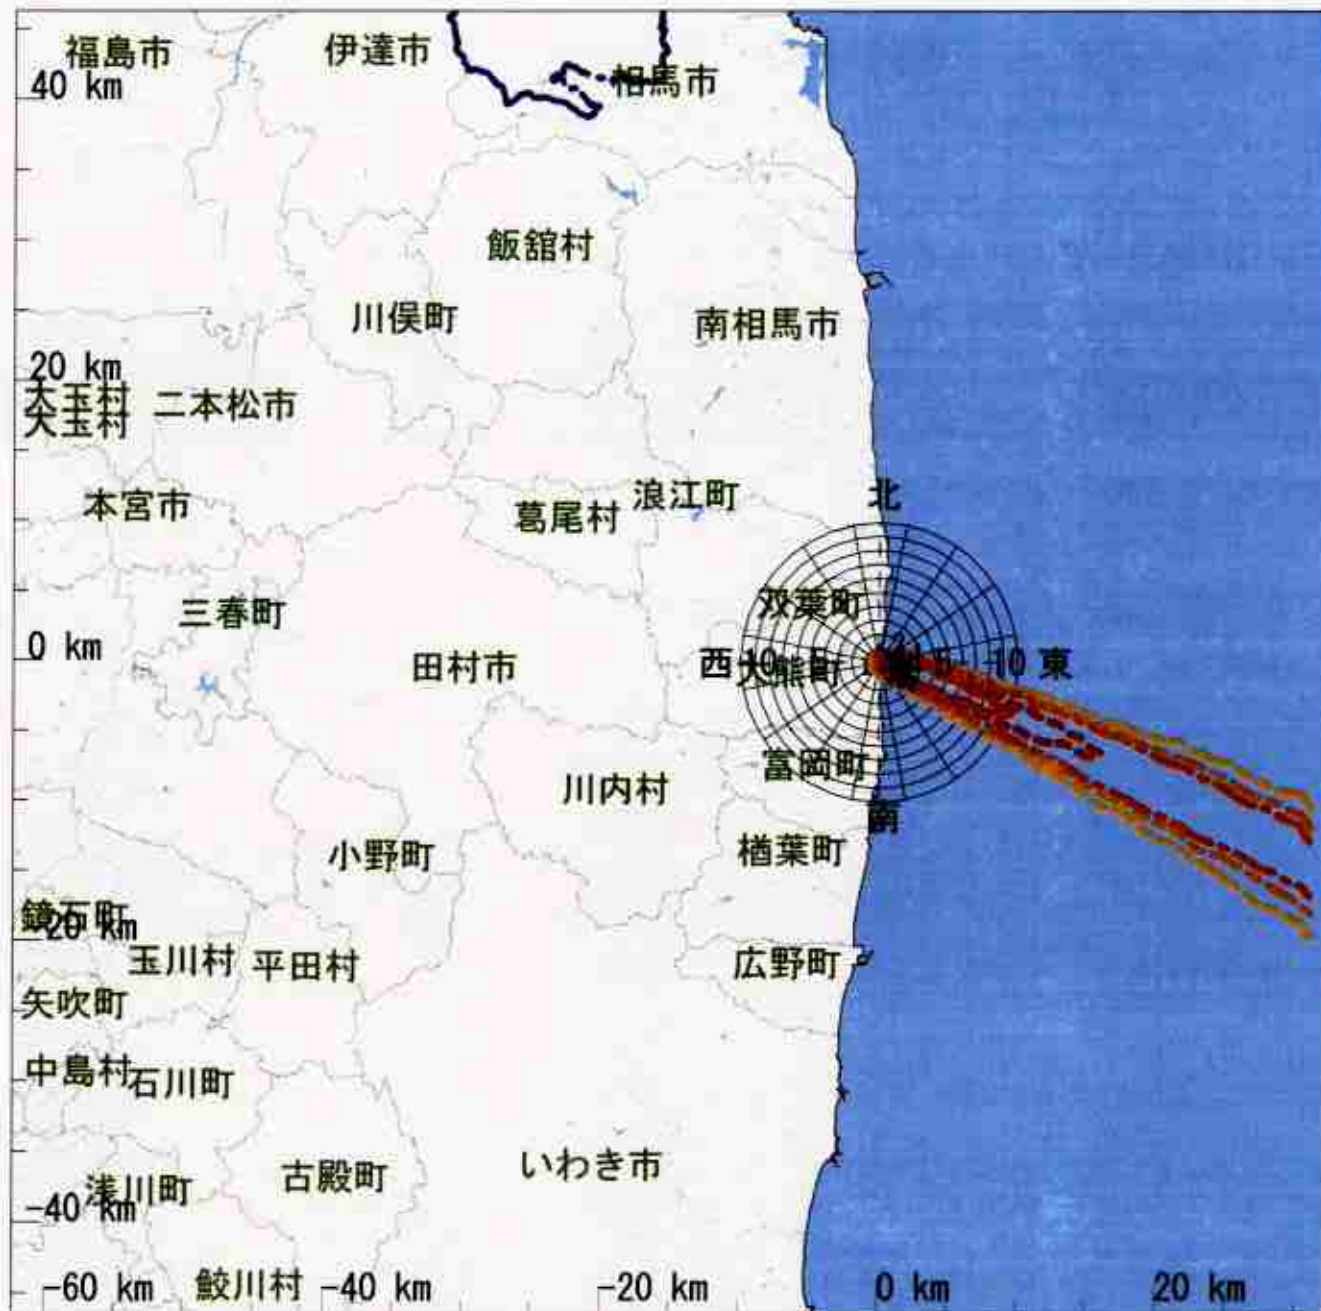 福島市
伊達市
相馬市
40 km
飯舘村
川俣町
南相馬市
20 km
大玉村
大玉村
二本松市
本宮市
葛尾村
浪江町
北
双葉町
三春町
0 km
田村市
西
大熊町
10
東
富岡町
川内村
南
小野町
楢葉町
鏡石町
-20 km
玉川村
平田村
広野町
矢吹町
中島村
石川町
いわき市
浅川町
古殿町
-40 km
-60 km
鮫川村
-40 km
-20 km
0 km
20 km